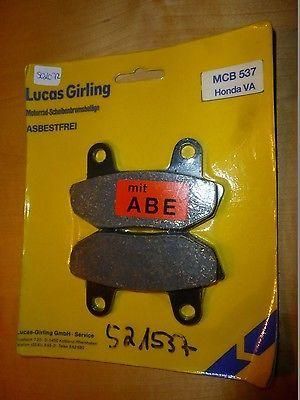 Lucas Girling
MCB 537
Honda VA
Motorrad-Scheibenbremsbeläge
ASBESTFREI
mit
ABE
521537
Lucas-Girling GmbH · Service